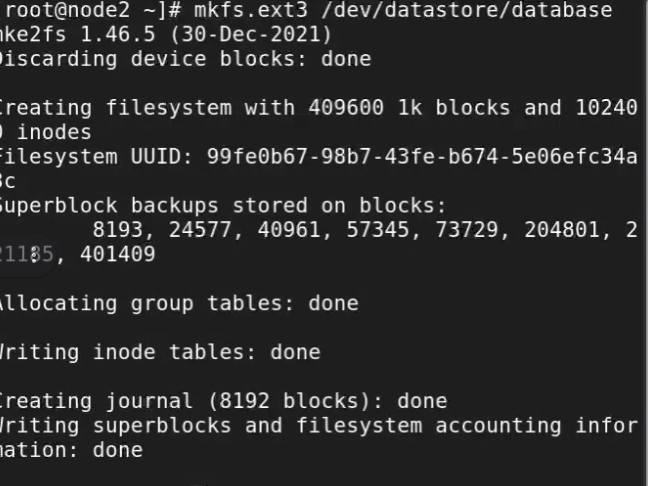 root@node2 ~]# mkfs.ext3 /dev/datastore/database
mke2fs 1.46.5 (30-Dec-2021)
Discarding device blocks: done
Creating filesystem with 409600 1k blocks and 10240
0 inodes
Filesystem UUID: 99fe0b67-98b7-43fe-b674-5e06efc34a
8c
Superblock backups stored on blocks:
8193, 24577, 40961, 57345, 73729, 204801, 2
21185, 401409
Allocating group tables: done
Writing inode tables: done
Creating journal (8192 blocks): done
Writing superblocks and filesystem accounting infor
mation: done